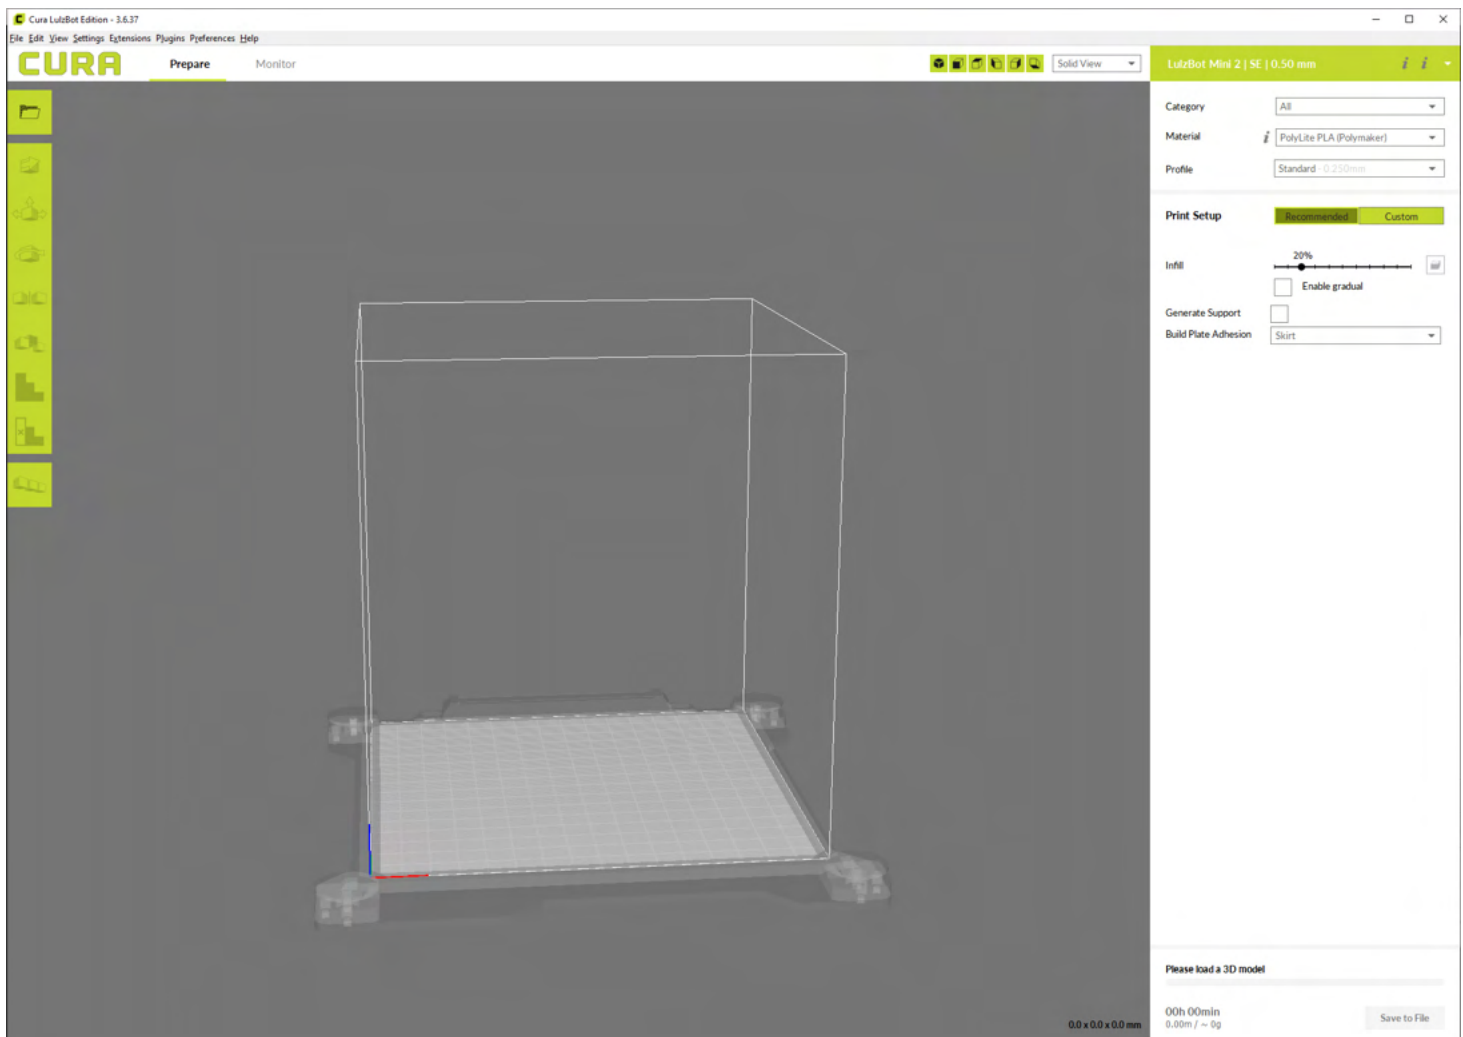 Cura LulzBot Edition - 3.6.37
File Edit View Settings Extensions Plugins Preferences Help
CURA
Prepare
Monitor
Solid View
LulzBot Mini 2 | SE | 0.50 mm
i i
Category
All
Material
i
PolyLite PLA (Polymaker)
Profile
Standard - 0.250mm
Print Setup
Recommended
Custom
20%
Infill
Enable gradual
Generate Support
Build Plate Adhesion
Skirt
Please load a 3D model
00h 00min
0.00m / ~ 0g
Save to File
0.0 x 0.0 x 0.0 mm